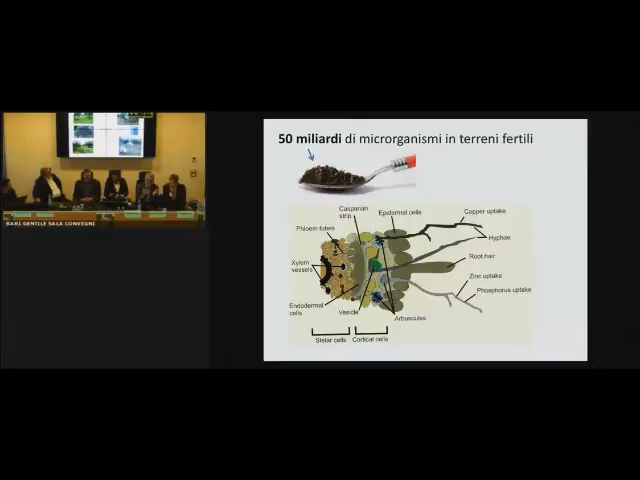 50 miliardi di microrganismi in terreni fertili
Casparian
strip
Epidermal cells
Copper uptake
Phloem tubes
Hyphae
Root hair
Xylem
vessels
Zinc uptake
Phosphorus uptake
Endodermal
cells
Vesicle
Arbuscules
Stelar cells
Cortical cells
BARI GENTILE SALA CONVEGNI